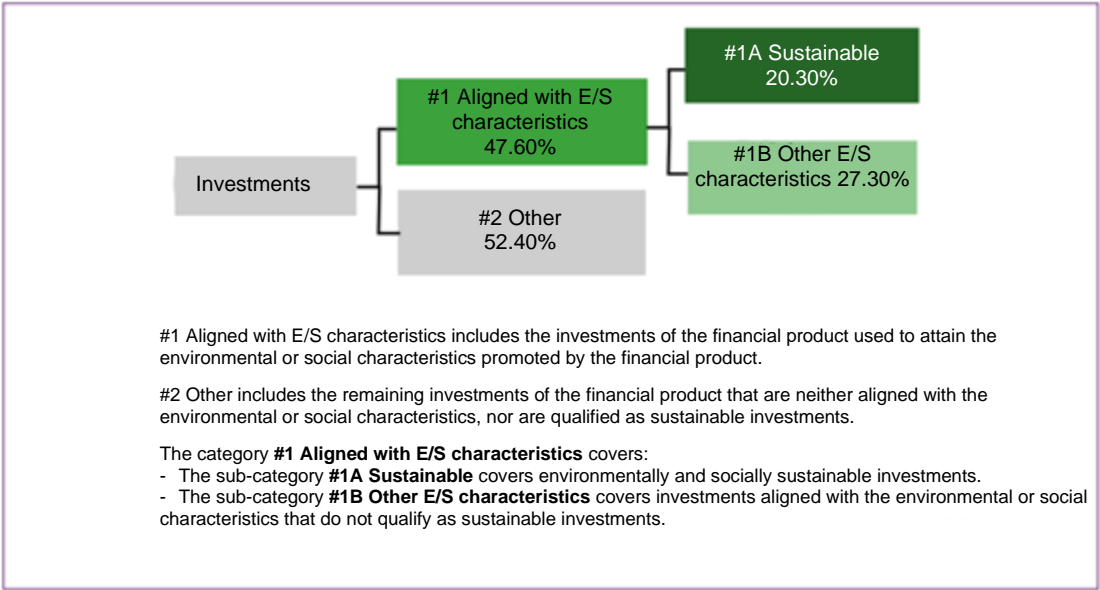 #1A Sustainable
20.30%
#1 Aligned with E/S
characteristics
47.60%
#1B Other E/S
characteristics 27.30%
Investments
#2 Other
52.40%
#1 Aligned with E/S characteristics includes the investments of the financial product used to attain the
environmental or social characteristics promoted by the financial product.
#2 Other includes the remaining investments of the financial product that are neither aligned with the
environmental or social characteristics, nor are qualified as sustainable investments.
The category #1 Aligned with E/S characteristics covers:
- The sub-category #1A Sustainable covers environmentally and socially sustainable investments.
- The sub-category #1B Other E/S characteristics covers investments aligned with the environmental or social
characteristics that do not qualify as sustainable investments.